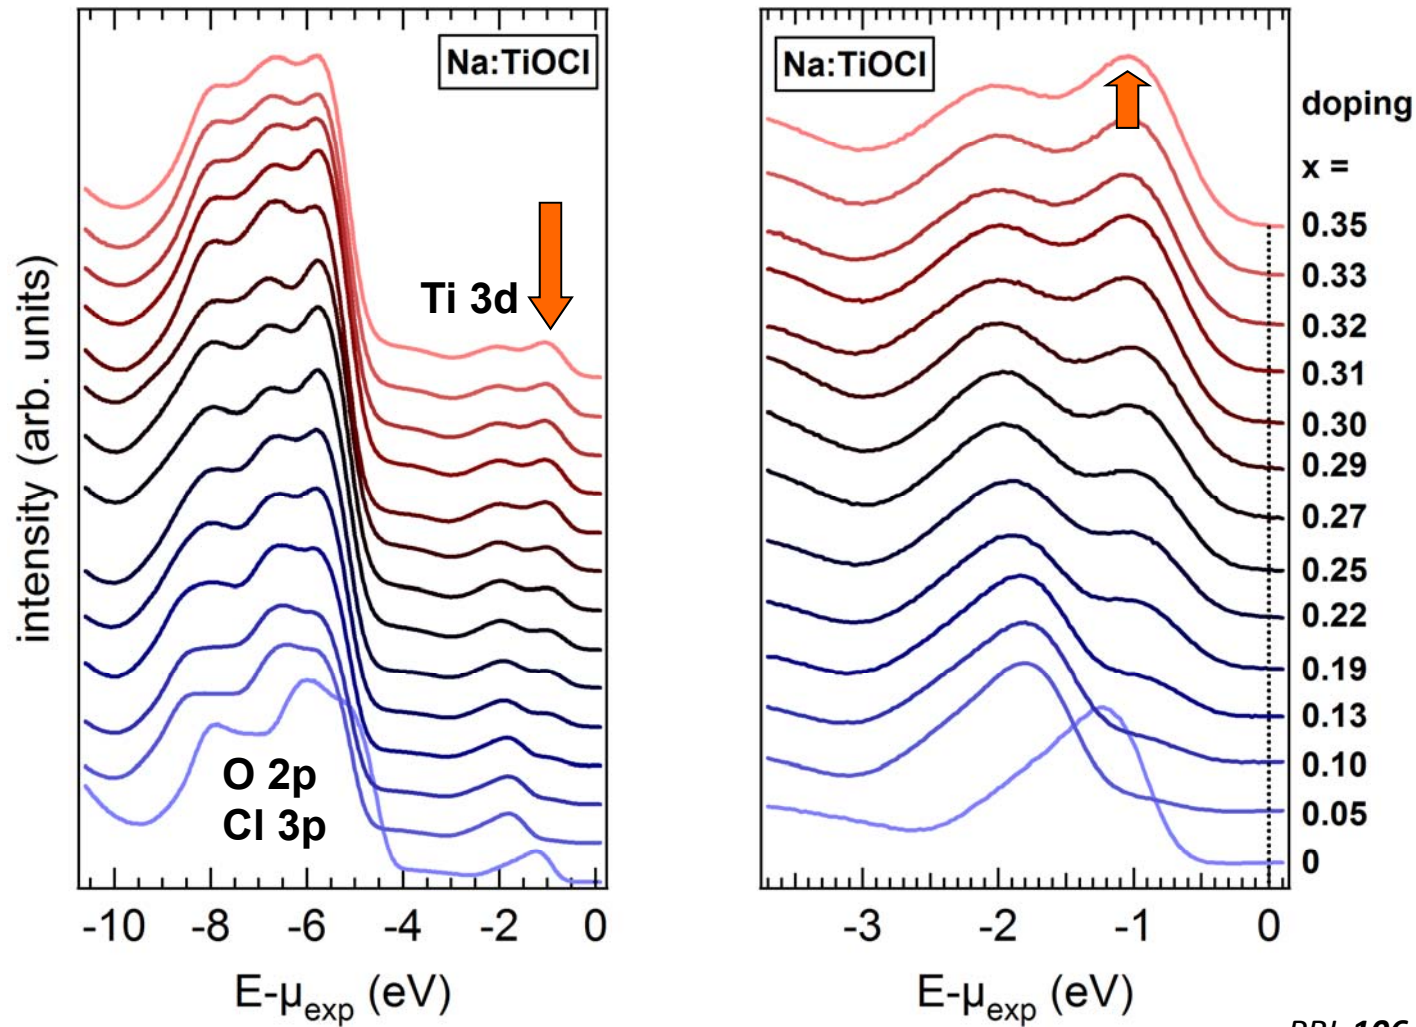 Na:TiOCl
Ti 3d
O 2p
Cl 3p
intensity (arb. units)
-10 -8 -6 -4 -2 0
E-μexp (eV)
Na:TiOCl
-3 -2 -1 0
E-μexp (eV)
doping
x =
0.35
0.33
0.32
0.31
0.30
0.29
0.27
0.25
0.22
0.19
0.13
0.10
0.05
0